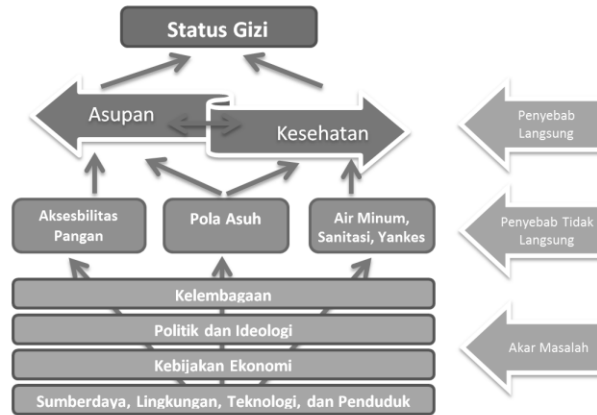 Status Gizi
Asupan
Kesehatan
Penyebab
Langsung
Aksesbilitas
Pangan
Pola Asuh
Air Minum,
Sanitasi, Yankes
Penyebab Tidak
Langsung
Kelembagaan
Politik dan Ideologi
Kebijakan Ekonomi
Sumberdaya, Lingkungan, Teknologi, dan Penduduk
Akar Masalah